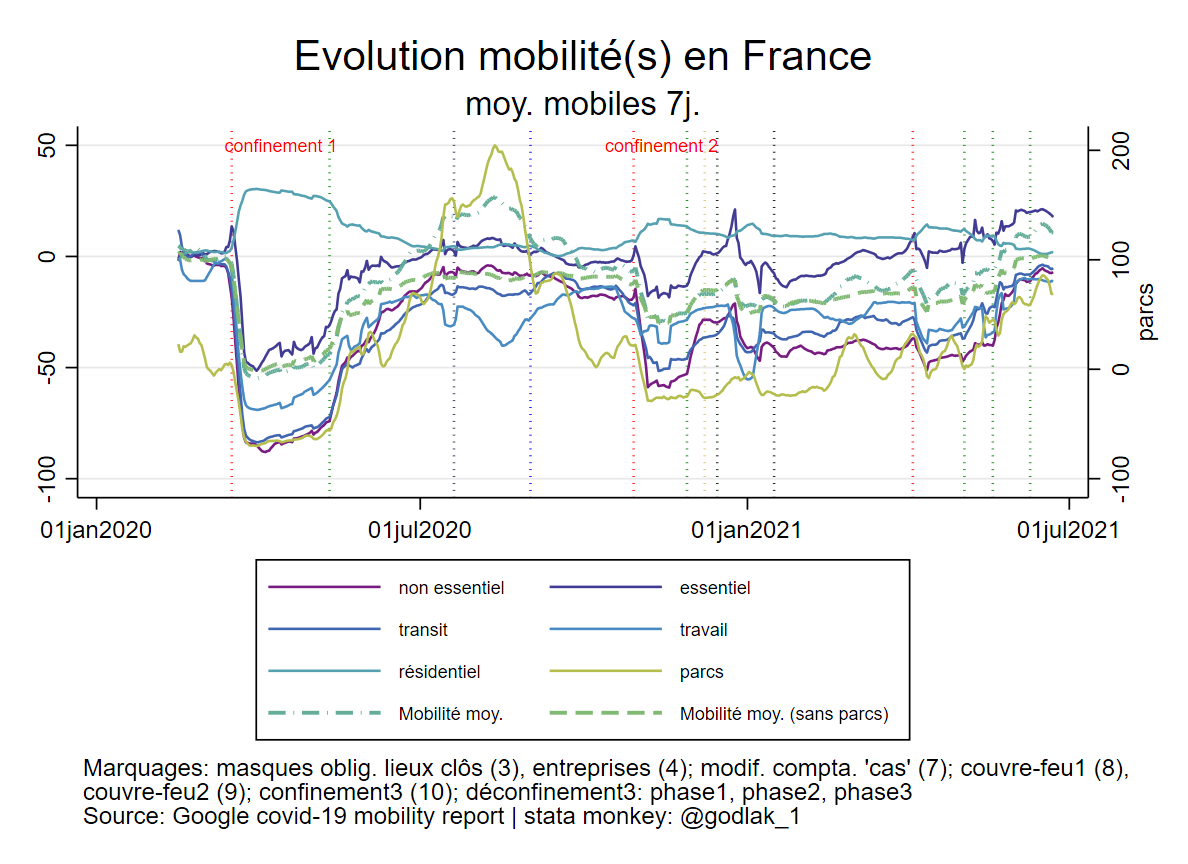 Evolution mobilité(s) en France
moy. mobiles 7j.
confinement 1
confinement 2
50
0
-50
-100
200
100
0
-100
parcs
01jan2020
01jul2020
01jan2021
01jul2021
non essentiel
essentiel
transit
travail
résidentiel
parcs
Mobilité moy.
Mobilité moy. (sans parcs)
Marquages: masques oblig. lieux clôs (3), entreprises (4); modif. compta. 'cas' (7); couvre-feu1 (8),
couvre-feu2 (9); confinement3 (10); déconfinement3: phase1, phase2, phase3
Source: Google covid-19 mobility report | stata monkey: @godlak_1